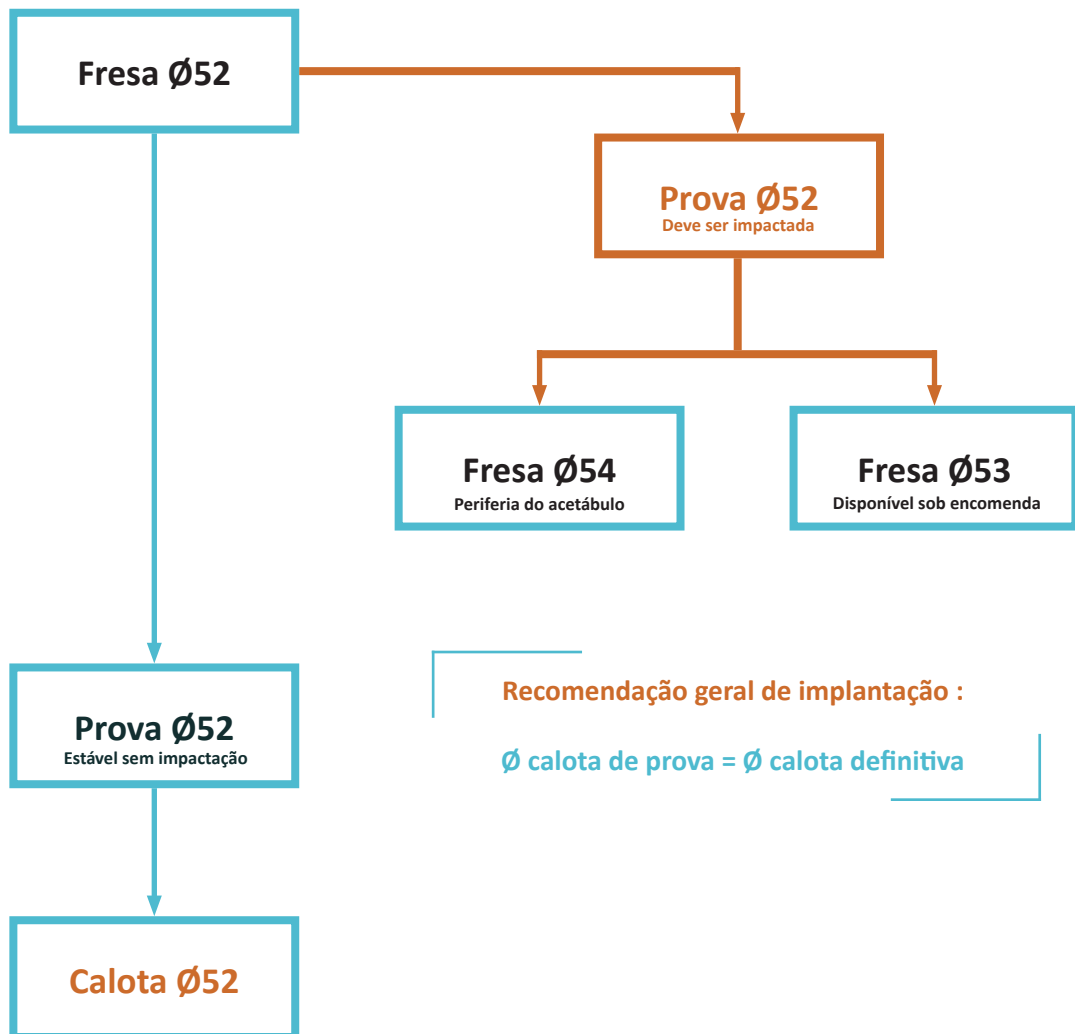 Fresa Ø52
Prova Ø52
Deve ser impactada
Fresa Ø54
Periferia do acetábulo
Fresa Ø53
Disponível sob encomenda
Prova Ø52
Estável sem impactação
Recomendação geral de implantação :
Ø calota de prova = Ø calota definitiva
Calota Ø52